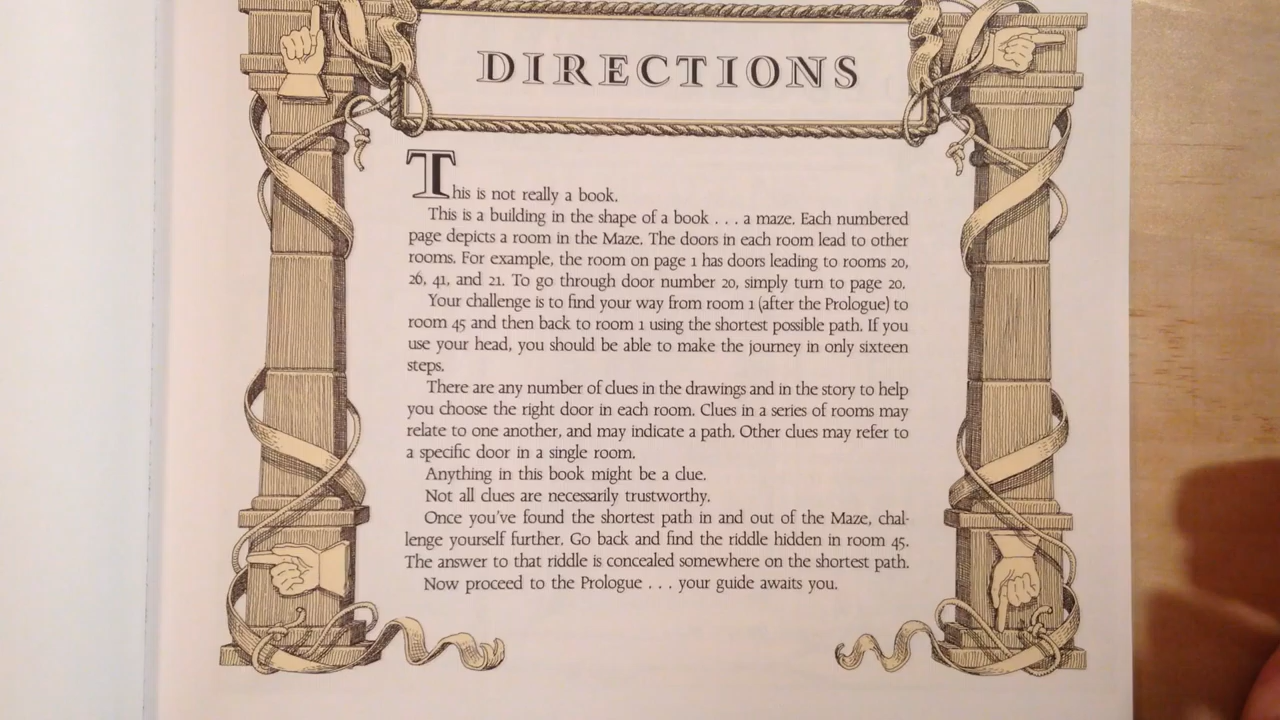 DIRECTIONS
This is not really a book.
This is a building in the shape of a book . . . a maze. Each numbered
page depicts a room in the Maze. The doors in each room lead to other
rooms. For example, the room on page 1 has doors leading to rooms 20,
26, 41, and 21. To go through door number 20, simply turn to page 20.
Your challenge is to find your way from room 1 (after the Prologue) to
room 45 and then back to room 1 using the shortest possible path. If you
use your head, you should be able to make the journey in only sixteen
steps.
There are any number of clues in the drawings and in the story to help
you choose the right door in each room. Clues in a series of rooms may
relate to one another, and may indicate a path. Other clues may refer to
a specific door in a single room.
Anything in this book might be a clue.
Not all clues are necessarily trustworthy.
Once you've found the shortest path in and out of the Maze, chal-
lenge yourself further. Go back and find the riddle hidden in room 45.
The answer to that riddle is concealed somewhere on the shortest path.
Now proceed to the Prologue . . . your guide awaits you.